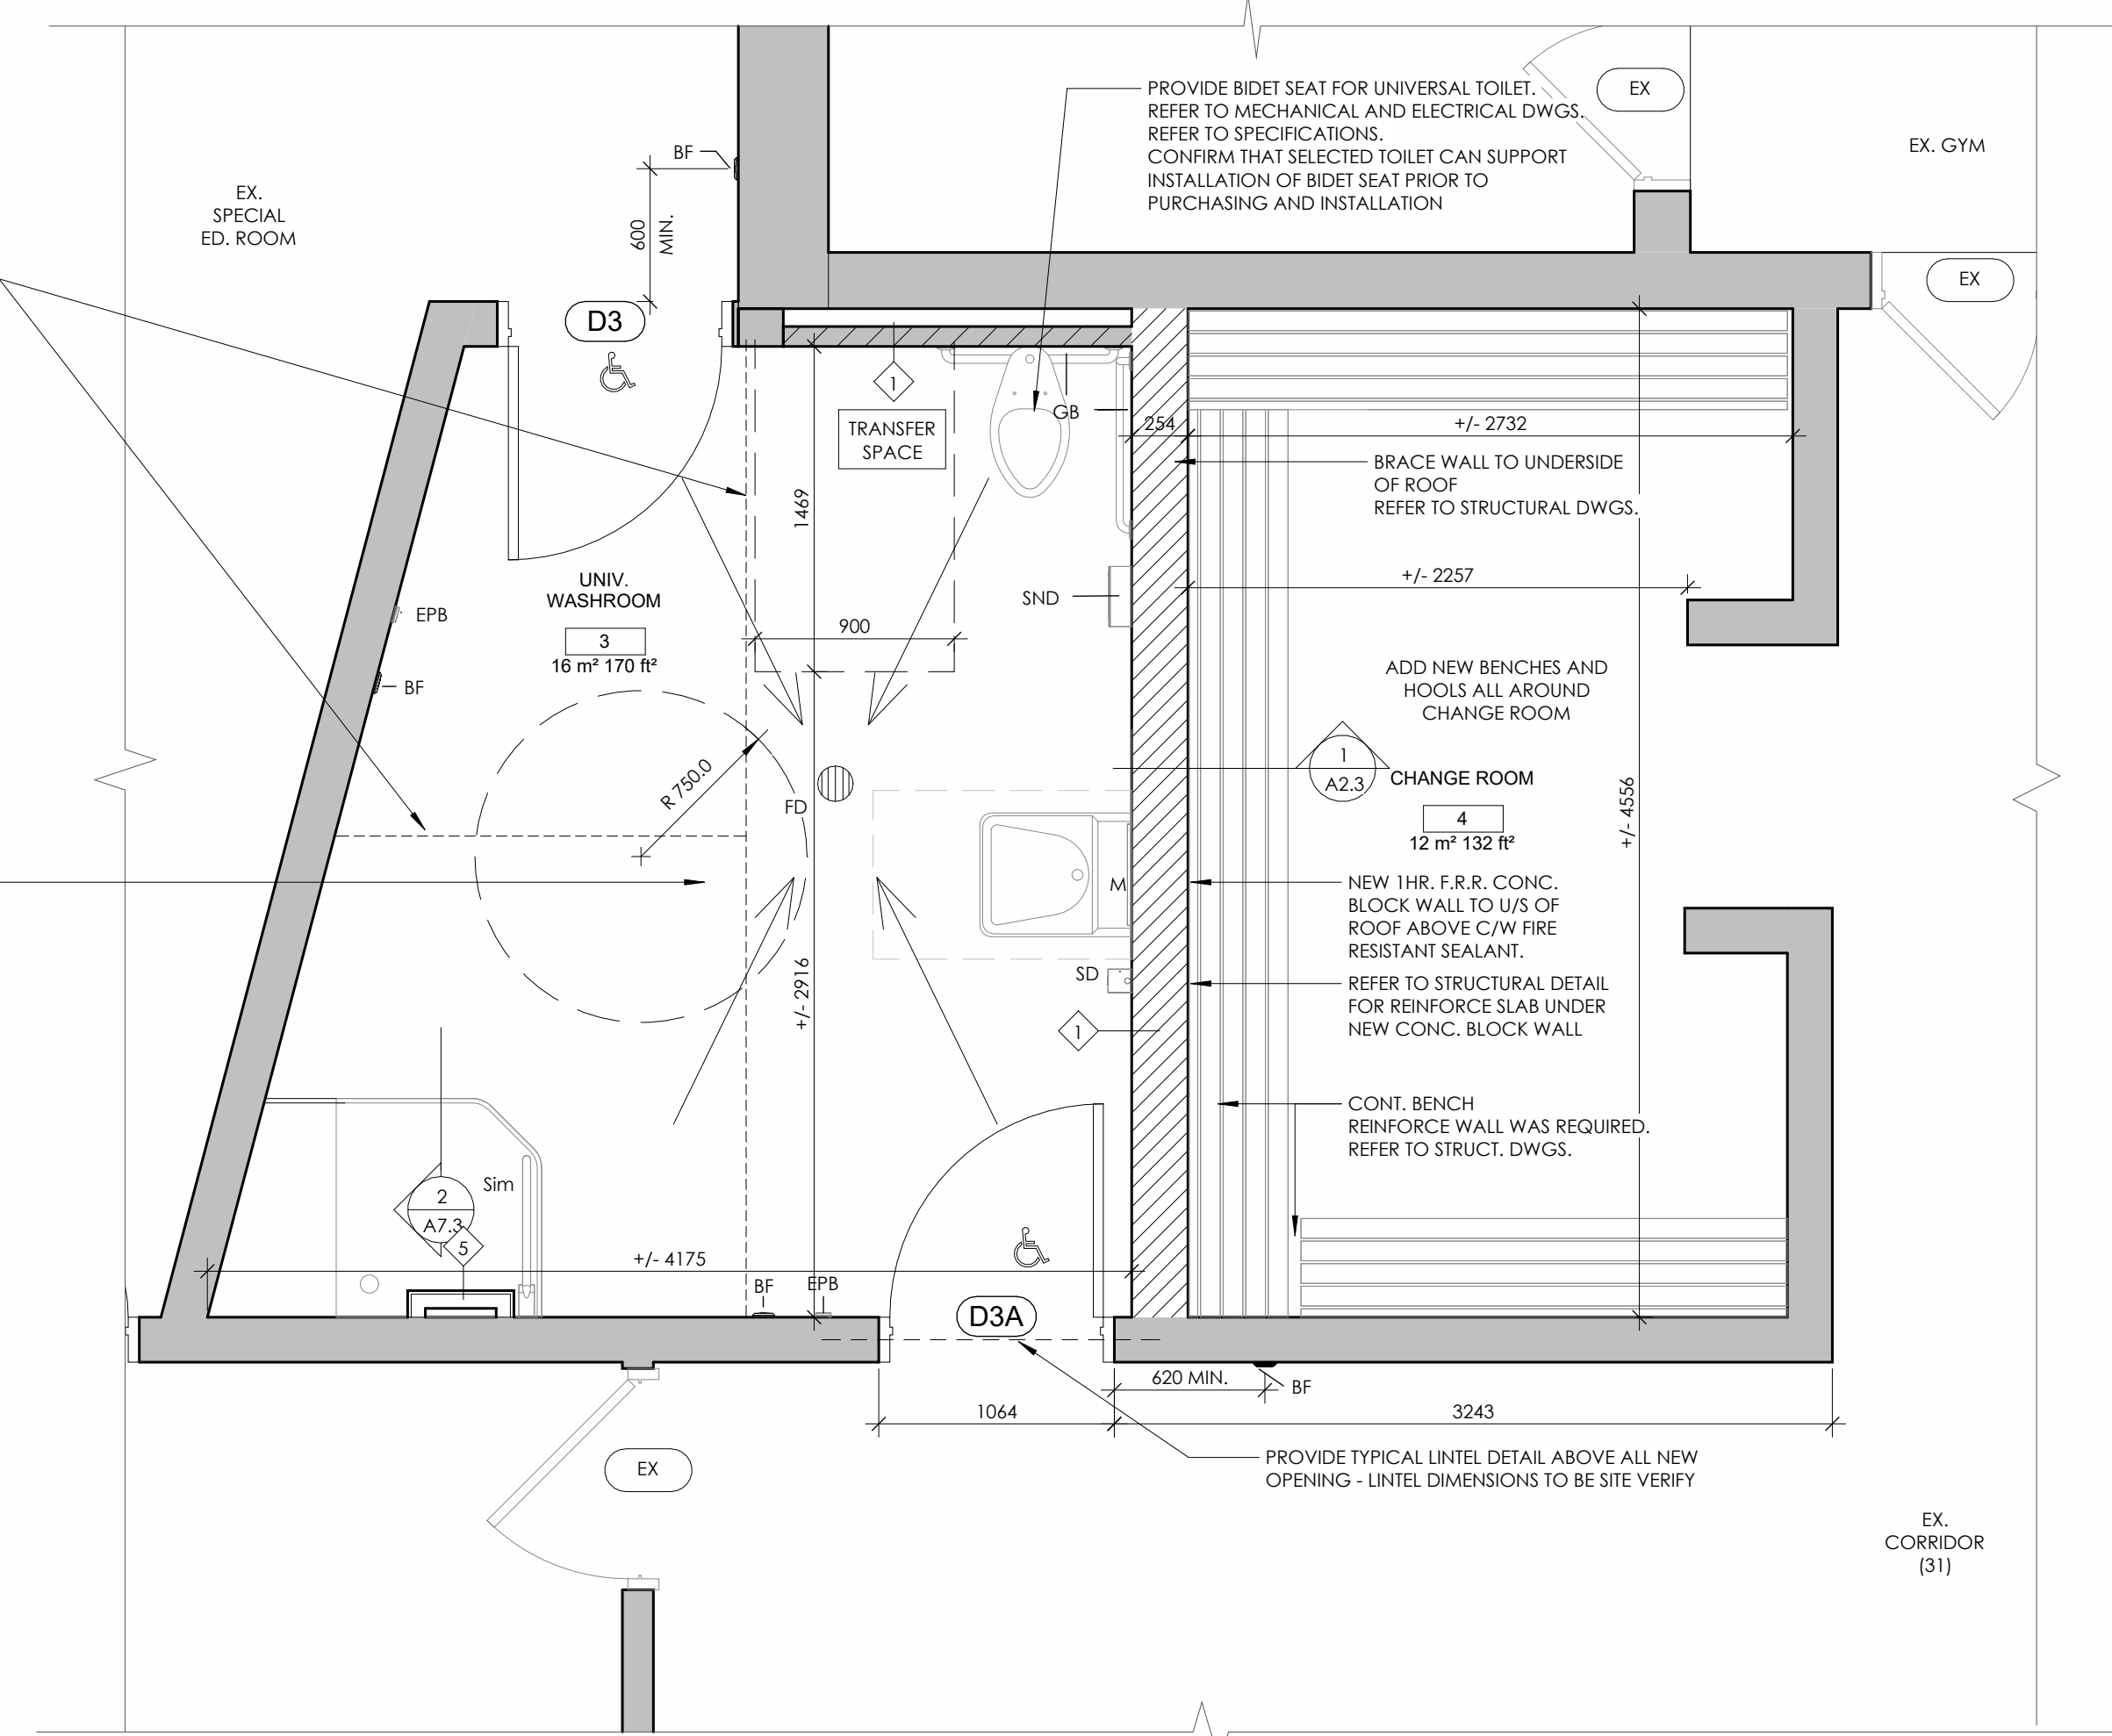 PROVIDE BIDET SEAT FOR UNIVERSAL TOILET.
REFER TO MECHANICAL AND ELECTRICAL DWGS.
REFER TO SPECIFICATIONS.
CONFIRM THAT SELECTED TOILET CAN SUPPORT
INSTALLATION OF BIDET SEAT PRIOR TO
PURCHASING AND INSTALLATION
EX
EX. GYM
BF
EX.
SPECIAL
ED. ROOM
600
MIN.
EX
D3
1
TRANSFER
SPACE
GB
254
+/- 2732
BRACE WALL TO UNDERSIDE
OF ROOF
REFER TO STRUCTURAL DWGS.
1469
+/- 2257
UNIV.
WASHROOM
3
16 m² 170 ft²
EPB
BF
SND
900
ADD NEW BENCHES AND
HOOLS ALL AROUND
CHANGE ROOM
1
A2.3
CHANGE ROOM
4
12 m² 132 ft²
+/- 4556
R 750.0
FD
M
NEW 1HR. F.R.R. CONC.
BLOCK WALL TO U/S OF
ROOF ABOVE C/W FIRE
RESISTANT SEALANT.
SD
+/- 2916
REFER TO STRUCTURAL DETAIL
FOR REINFORCE SLAB UNDER
NEW CONC. BLOCK WALL
1
CONT. BENCH
REINFORCE WALL WAS REQUIRED.
REFER TO STRUCT. DWGS.
Sim
2
A7.3
5
+/- 4175
BF
EPB
D3A
620 MIN.
BF
1064
3243
PROVIDE TYPICAL LINTEL DETAIL ABOVE ALL NEW
OPENING - LINTEL DIMENSIONS TO BE SITE VERIFY
EX
EX.
CORRIDOR
(31)